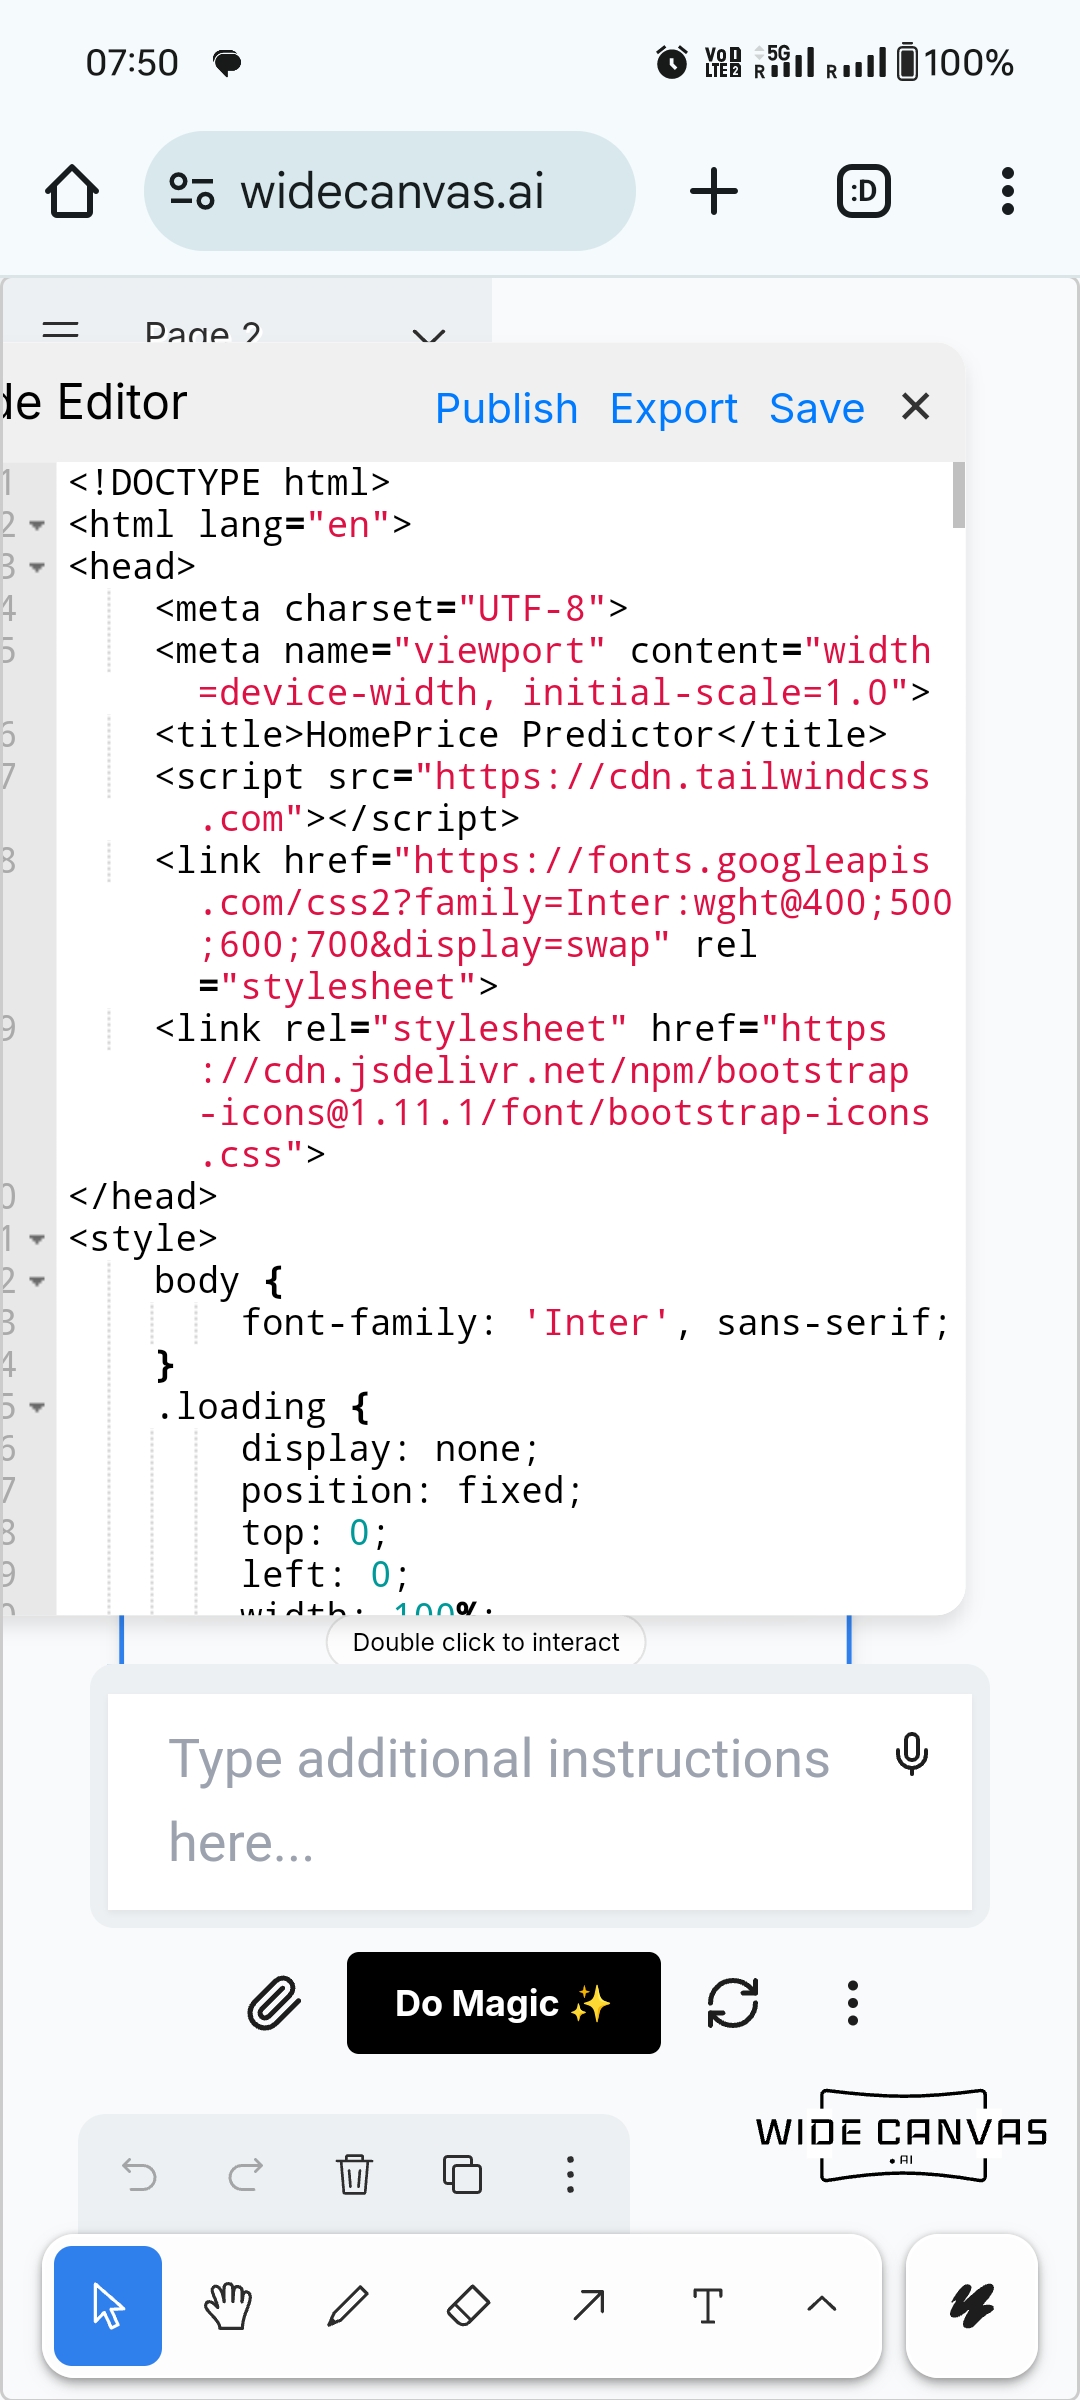 07:50
VoD LTE2 5G R R 100%
widecanvas.ai
:D
Page 2
de Editor Publish Export Save ✕
1 <!DOCTYPE html>
2 <html lang="en">
3 <head>
4 <meta charset="UTF-8">
5 <meta name="viewport" content="width
=device-width, initial-scale=1.0">
6 <title>HomePrice Predictor</title>
7 <script src="https://cdn.tailwindcss
.com"></script>
8 <link href="https://fonts.googleapis
.com/css2?family=Inter:wght@400;500
;600;700&display=swap" rel
="stylesheet">
9 <link rel="stylesheet" href="https
://cdn.jsdelivr.net/npm/bootstrap
-icons@1.11.1/font/bootstrap-icons
.css">
0 </head>
1 <style>
2 body {
3 font-family: 'Inter', sans-serif;
4 }
5 .loading {
6 display: none;
7 position: fixed;
8 top: 0;
9 left: 0;
0 width: 100%;
Double click to interact
Type additional instructions
here...
Do Magic ✨
WIDE CANVAS
.AI